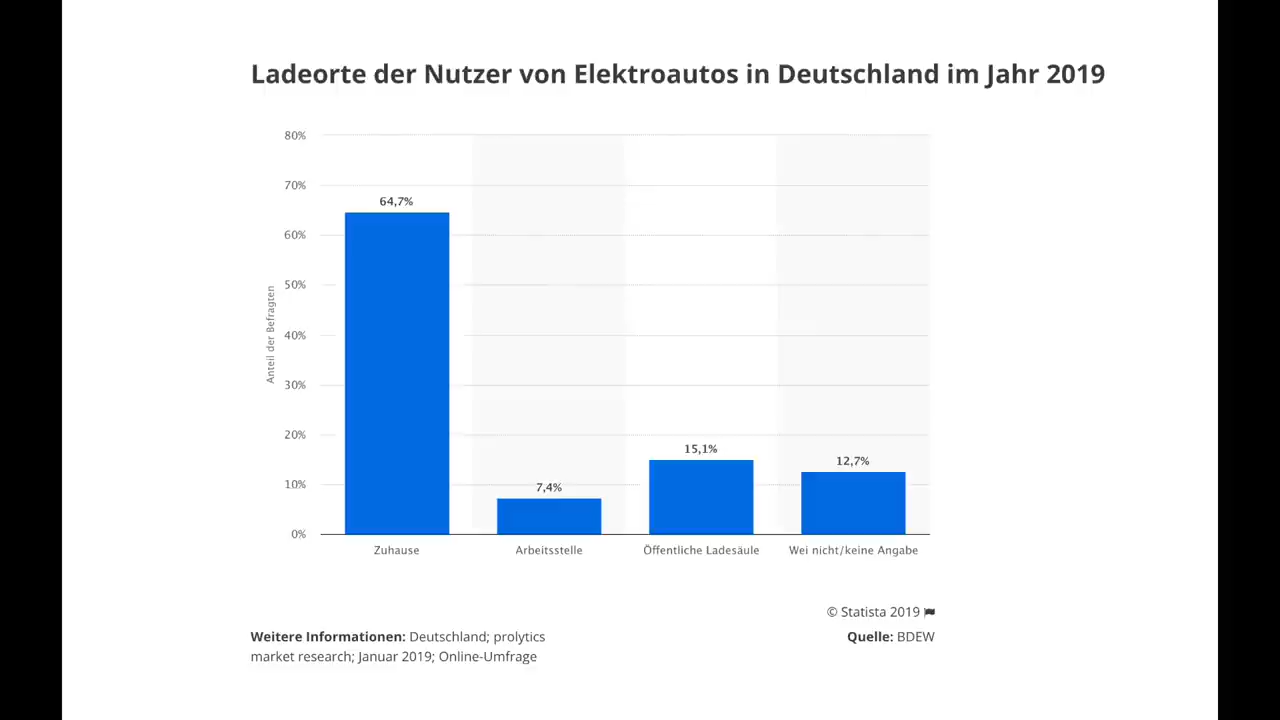 Ladeorte der Nutzer von Elektroautos in Deutschland im Jahr 2019
80%
70%
60%
50%
40%
30%
20%
10%
0%
Anteil der Befragten
64,7%
7,4%
15,1%
12,7%
Zuhause
Arbeitsstelle
Öffentliche Ladesäule
Wei nicht/keine Angabe
© Statista 2019
Weitere Informationen: Deutschland; prolytics
market research; Januar 2019; Online-Umfrage
Quelle: BDEW